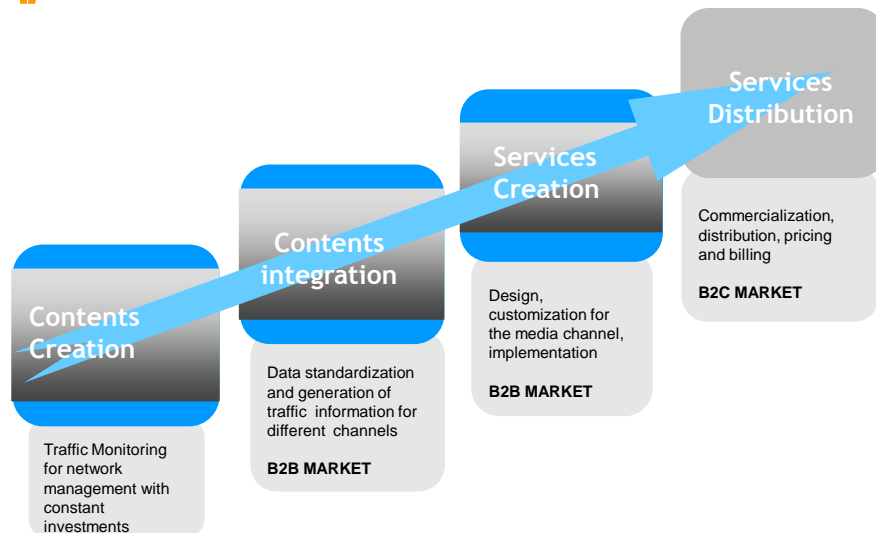 Contents
Creation
Traffic Monitoring
for network
management with
constant
investments
Contents
integration
Data standardization
and generation of
traffic information for
different channels
B2B MARKET
Services
Creation
Design,
customization for
the media channel,
implementation
B2B MARKET
Services
Distribution
Commercialization,
distribution, pricing
and billing
B2C MARKET